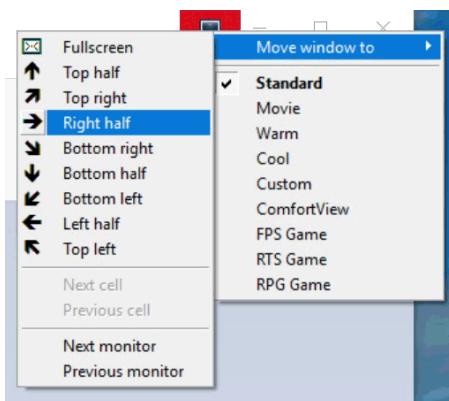 Fullscreen
Top half
Top right
Right half
Bottom right
Bottom half
Bottom left
Left half
Top left
Next cell
Previous cell
Next monitor
Previous monitor
Move window to
Standard
Movie
Warm
Cool
Custom
ComfortView
FPS Game
RTS Game
RPG Game